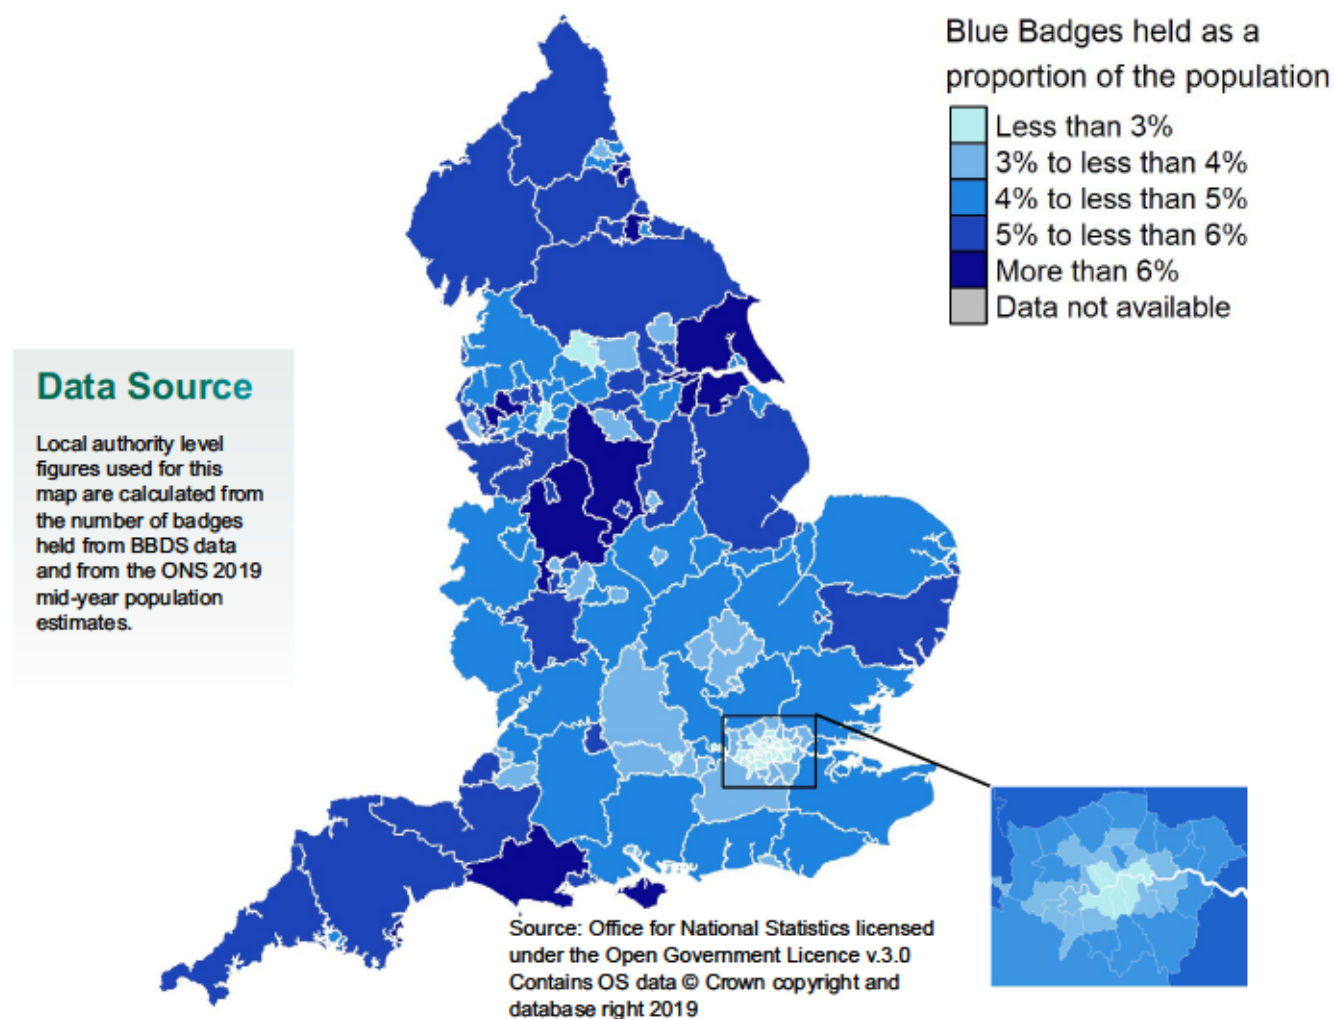 Blue Badges held as a
proportion of the population
Less than 3%
3% to less than 4%
4% to less than 5%
5% to less than 6%
More than 6%
Data not available
Data Source
Local authority level
figures used for this
map are calculated from
the number of badges
held from BBDS data
and from the ONS 2019
mid-year population
estimates.
Source: Office for National Statistics licensed
under the Open Government Licence v.3.0
Contains OS data © Crown copyright and
database right 2019